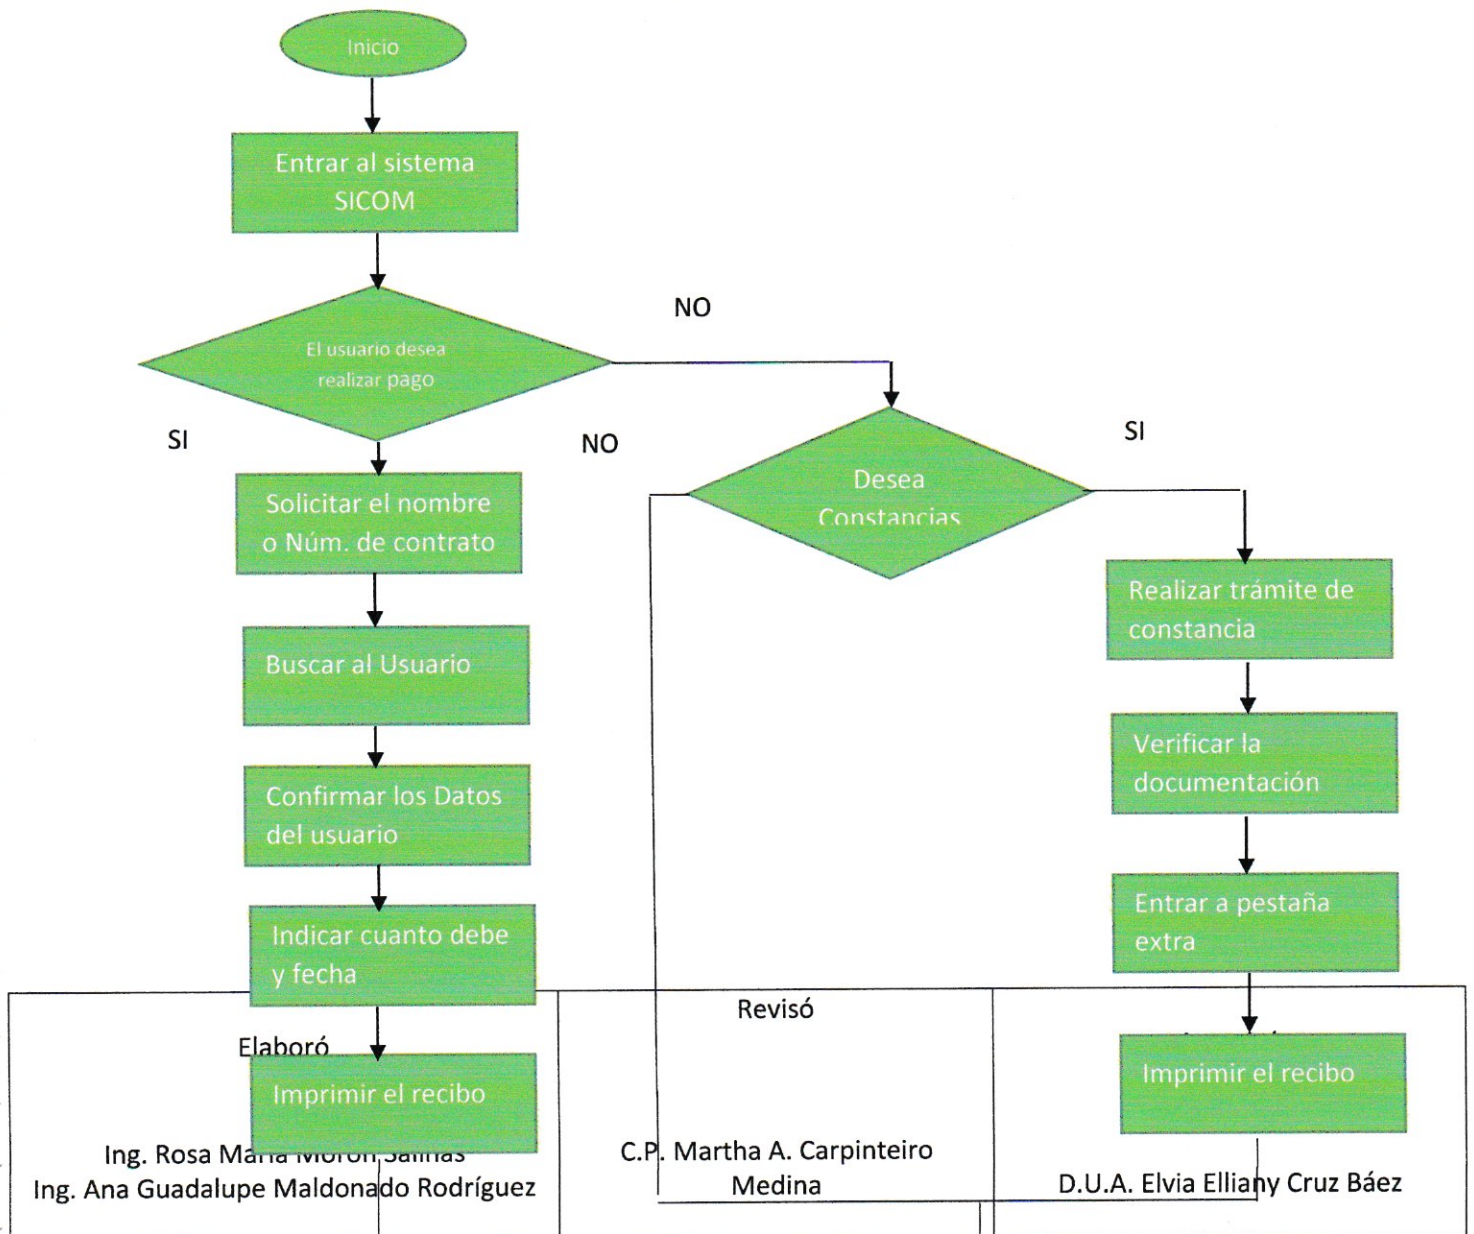 Inicio
Entrar al sistema
SICOM
El usuario desea
realizar pago
NO
SI
Solicitar el nombre
o Núm. de contrato
Buscar al Usuario
Confirmar los Datos
del usuario
Indicar cuanto debe
y fecha
Imprimir el recibo
NO
Desea
Constancias
SI
Realizar trámite de
constancia
Verificar la
documentación
Entrar a pestaña
extra
Imprimir el recibo
Elaboró
Ing. Rosa María Morón Salinas
Ing. Ana Guadalupe Maldonado Rodríguez
Revisó
C.P. Martha A. Carpinteiro
Medina
D.U.A. Elvia Elliany Cruz Báez